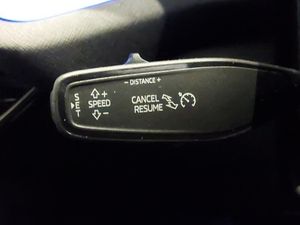 – DISTANCE +
SET
+
SPEED
–
CANCEL
RESUME